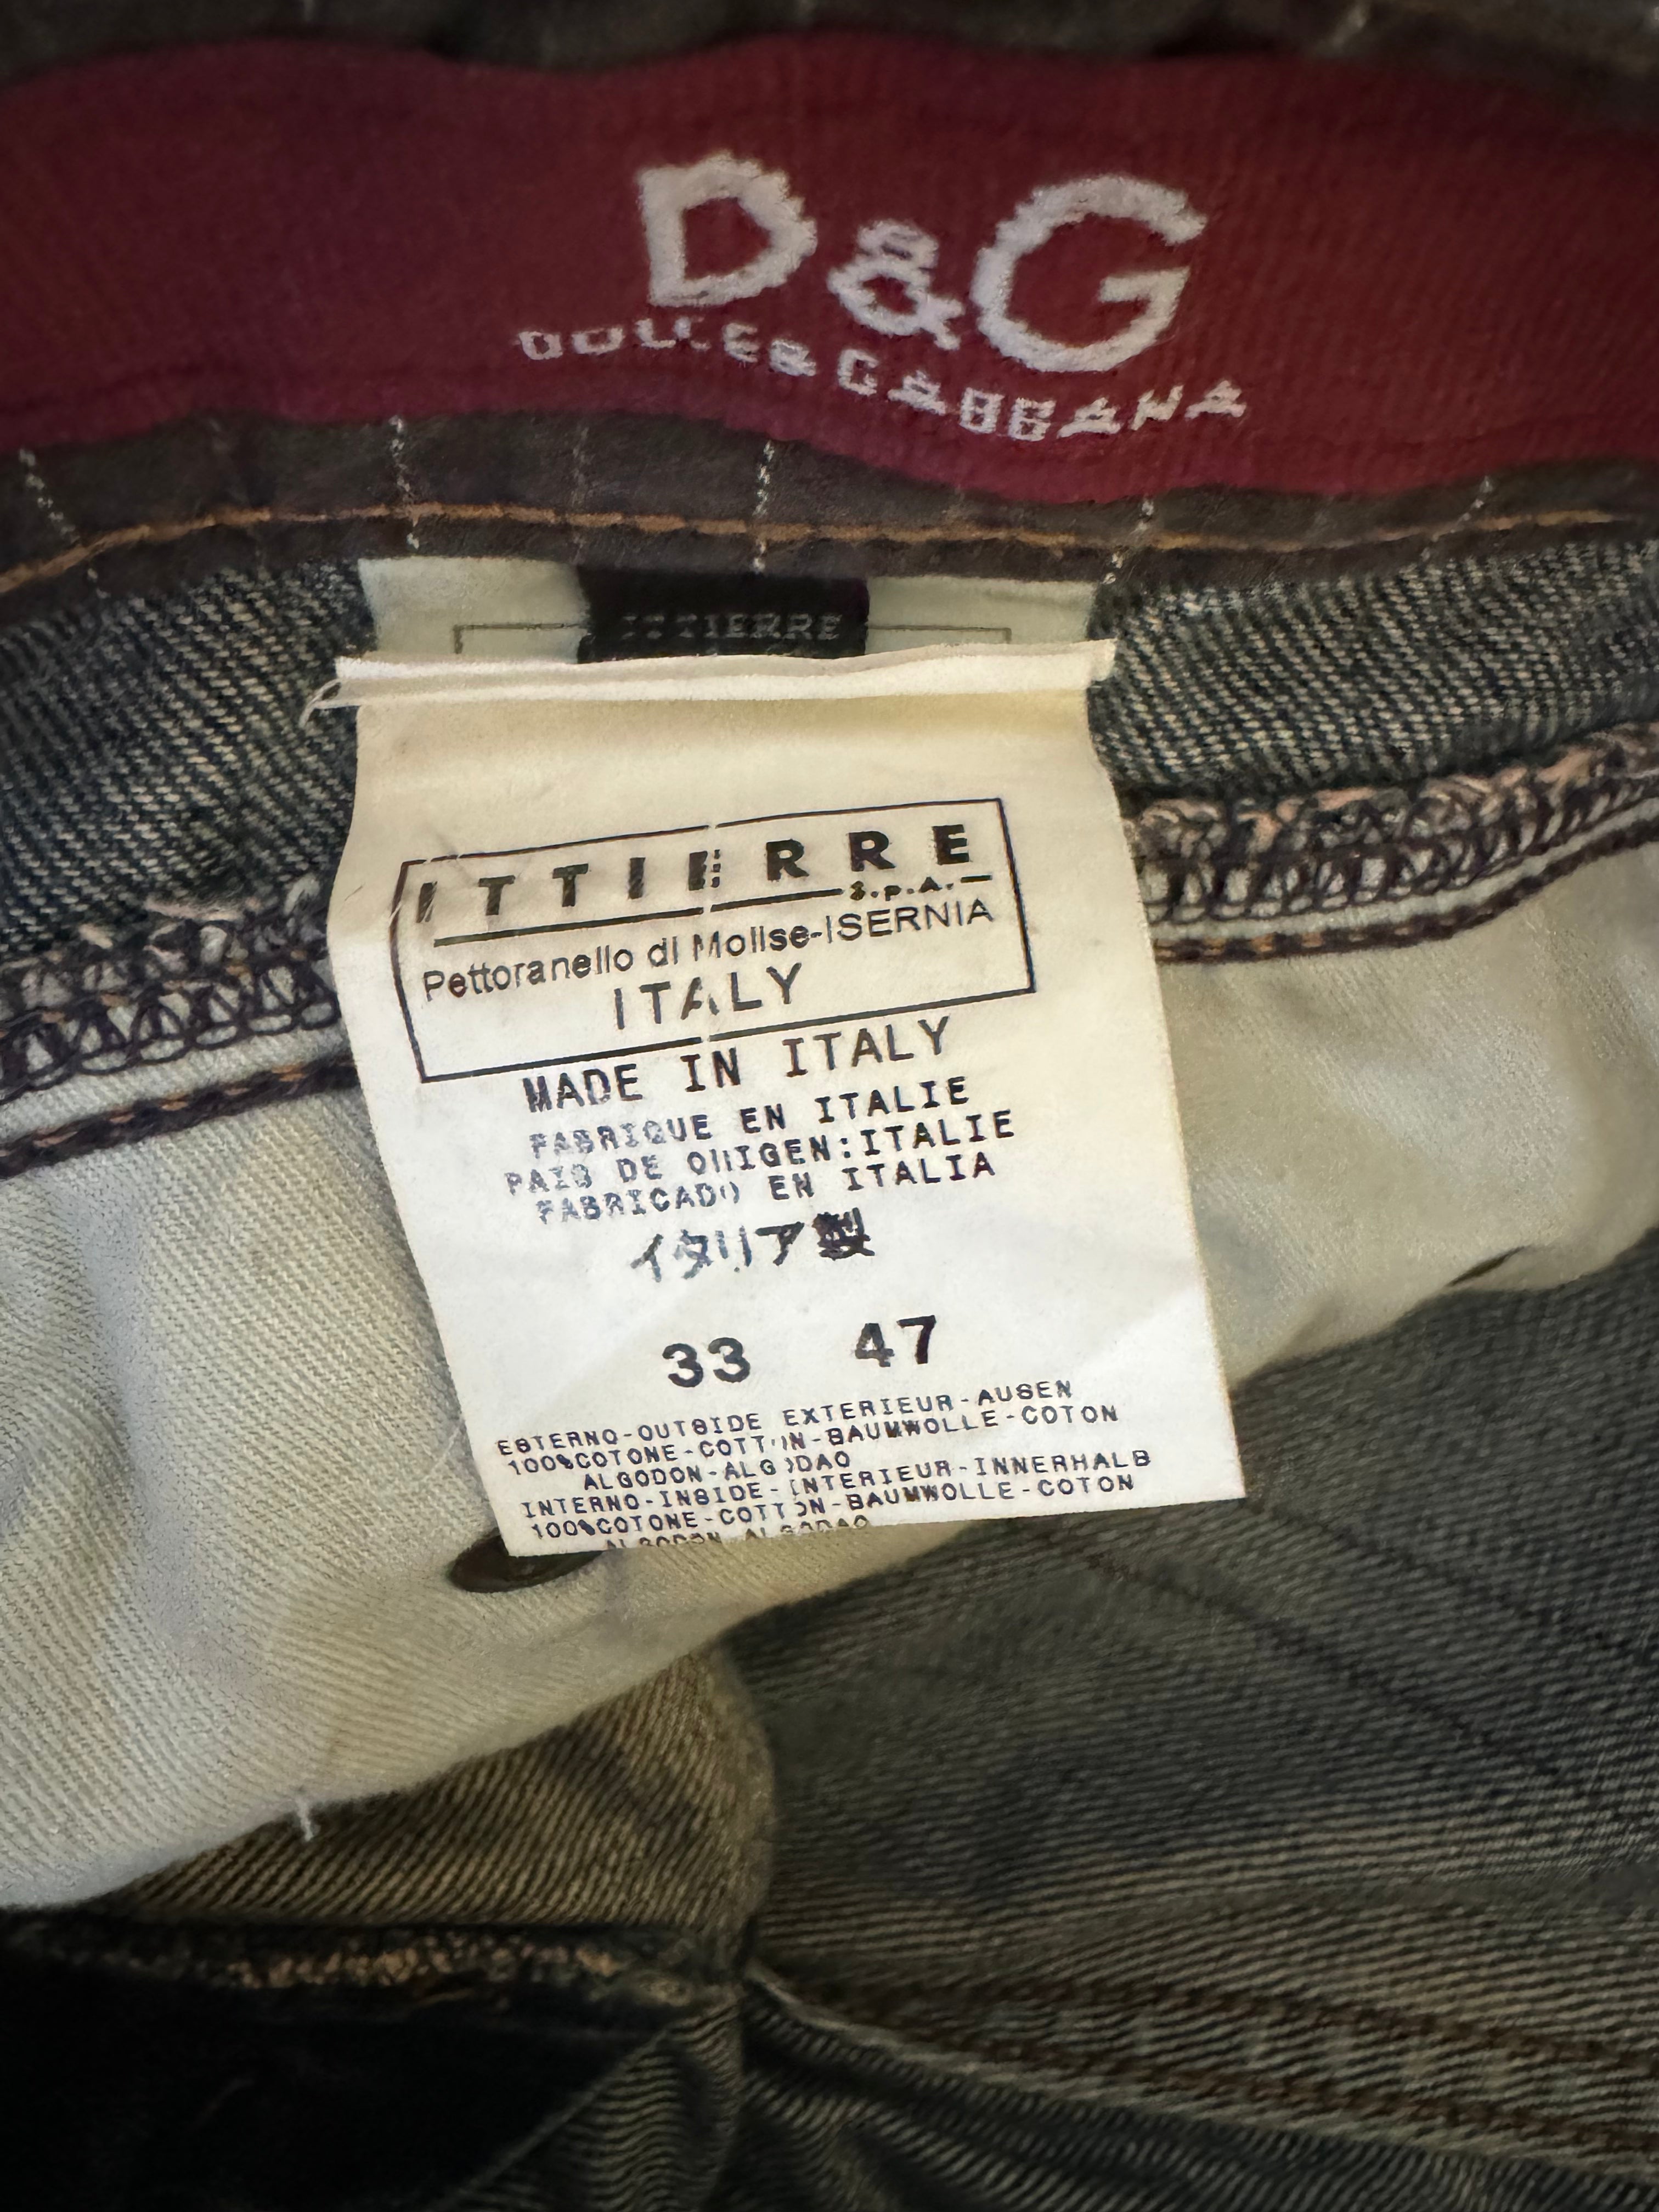 D&G
DOLCE & GABBANA
ITTIERRE
ITTIERRE
S.p.A.
Pettoranello di Molise-ISERNIA
ITALY
MADE IN ITALY
FABRIQUE EN ITALIE
PAIS DE ORIGEN:ITALIE
FABRICADO EN ITALIA
イタリア製
33 47
ESTERNO-OUTSIDE EXTERIEUR-AUSEN
100%COTONE-COTTON-BAUMWOLLE-COTON
ALGODON-ALGODAO
INTERNO-INSIDE-INTERIEUR-INNERHALB
100%COTONE-COTTON-BAUMWOLLE-COTON
ALGODON-ALGODAO